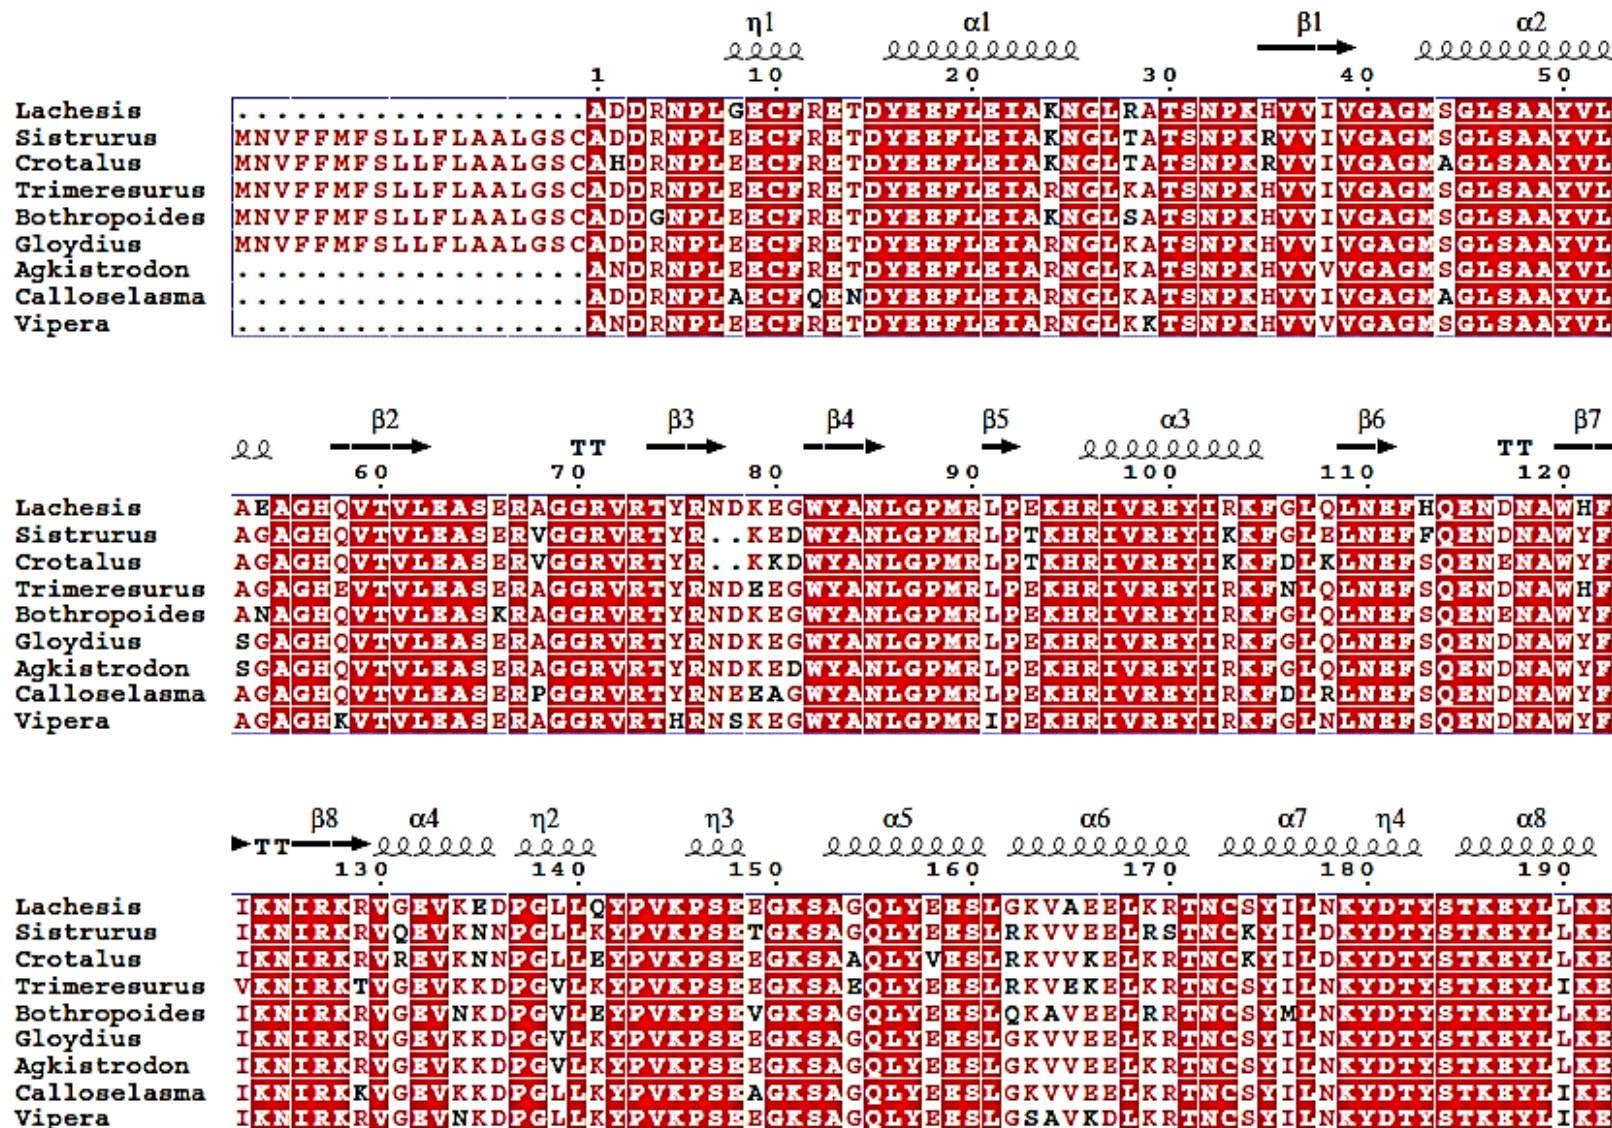 η1 α1 β1 α2
1 10 20 30 40 50
Lachesis ..................ADDRNPLGECFRETDYEEFLEIAKNGLRATSNPKHVVIVGAGMSGLSAAYVL
Sistrurus MNVFFMFSLLFLAALGSCADDRNPLEECFRETDYEEFLEIAKNGLTATSNPKRVVIVGAGMSGLSAAYVL
Crotalus MNVFFMFSLLFLAALGSCAHDRNPLEECFRETDYEEFLEIAKNGLTATSNPKRVVIVGAGMAGLSAAYVL
Trimeresurus MNVFFMFSLLFLAALGSCADDRNPLEECFRETDYEEFLEIARNGLKATSNPKHVVIVGAGMSGLSAAYVL
Bothropoides MNVFFMFSLLFLAALGSCADDGNPLEECFRETDYEEFLEIAKNGLSATSNPKHVVIVGAGMSGLSAAYVL
Gloydius MNVFFMFSLLFLAALGSCADDRNPLEECFRETDYEEFLEIARNGLKATSNPKHVVIVGAGMSGLSAAYVL
Agkistrodon ..................ANDRNPLEECFRETDYEEFLEIARNGLKATSNPKHVVVVGAGMSGLSAAYVL
Calloselasma ..................ADDRNPLAECFQENDYEEFLEIARNGLKATSNPKHVVIVGAGMAGLSAAYVL
Vipera ..................ANDRNPLEECFRETDYEEFLEIARNGLKKTSNPKHVVVVGAGMSGLSAAYVL
β2 β3 β4 β5 α3 β6 β7
TT TT
60 70 80 90 100 110 120
Lachesis AEAGHQVTVLEASERAGGRVRTYRNDKEGWYANLGPMRLPEKHRIVREYIRKFGLQLNEFHQENDNAWHF
Sistrurus AGAGHQVTVLEASERVGGRVRTYR..KEDWYANLGPMRLPTKHRIVREYIKKFGLELNEFFQENDNAWYF
Crotalus AGAGHQVTVLEASERVGGRVRTYR..KKDWYANLGPMRLPTKHRIVREYIKKFDLKLNEFSQENENAWYF
Trimeresurus AGAGHEVTVLEASERAGGRVRTYRNDEEGWYANLGPMRLPEKHRIVREYIRKFNLQLNEFSQENDNAWHF
Bothropoides ANAGHQVTVLEASKRAGGRVRTYRNDKEGWYANLGPMRLPEKHRIVREYIRKFGLQLNEFSQENENAWYF
Gloydius SGAGHQVTVLEASERAGGRVRTYRNDKEGWYANLGPMRLPEKHRIVREYIRKFGLQLNEFSQENDNAWYF
Agkistrodon SGAGHQVTVLEASERAGGRVRTYRNDKEDWYANLGPMRLPEKHRIVREYIRKFGLQLNEFSQENDNAWYF
Calloselasma AGAGHQVTVLEASERPGGRVRTYRNEEAGWYANLGPMRLPEKHRIVREYIRKFDLRLNEFSQENDNAWYF
Vipera AGAGHKVTVLEASERAGGRVRTHRNSKEGWYANLGPMRIPEKHRIVREYIRKFGLNLNEFSQENDNAWYF
β8 α4 η2 η3 α5 α6 α7 η4 α8
TT
130 140 150 160 170 180 190
Lachesis IKNIRKRVGEVKEDPGLLQYPVKPSEEGKSAGQLYEESLGKVAEELKRTNCSYILNKYDTYSTKEYLLKE
Sistrurus IKNIRKRVQEVKNNPGLLKYPVKPSETGKSAGQLYEESLRKVVEELRSTNCKYILDKYDTYSTKEYLLKE
Crotalus IKNIRKRVREVKNNPGLLEYPVKPSEEGKSAAQLYVESLRKVVKELKRTNCKYILDKYDTYSTKEYLLKE
Trimeresurus VKNIRKTVGEVKKDPGVLKYPVKPSEEGKSAEQLYEESLRKVEKELKRTNCSYILNKYDTYSTKEYLIKE
Bothropoides IKNIRKRVGEVNKDPGVLEYPVKPSEVGKSAGQLYEESLQKAVEELRRTNCSYMLNKYDTYSTKEYLLKE
Gloydius IKNIRKRVGEVKKDPGVLKYPVKPSEEGKSAGQLYEESLGKVVEELKRTNCSYILNKYDTYSTKEYLLKE
Agkistrodon IKNIRKRVGEVKKDPGVLKYPVKPSEEGKSAGQLYEESLGKVVEELKRTNCSYILNKYDTYSTKEYLLKE
Calloselasma IKNIRKKVGEVKKDPGLLKYPVKPSEAGKSAGQLYEESLGKVVEELKRTNCSYILNKYDTYSTKEYLIKE
Vipera IKNIRKRVGEVNKDPGLLKYPVKPSEEGKSAGQLYEESLGSAVKDLKRTNCSYILNKYDTYSTKEYLIKE